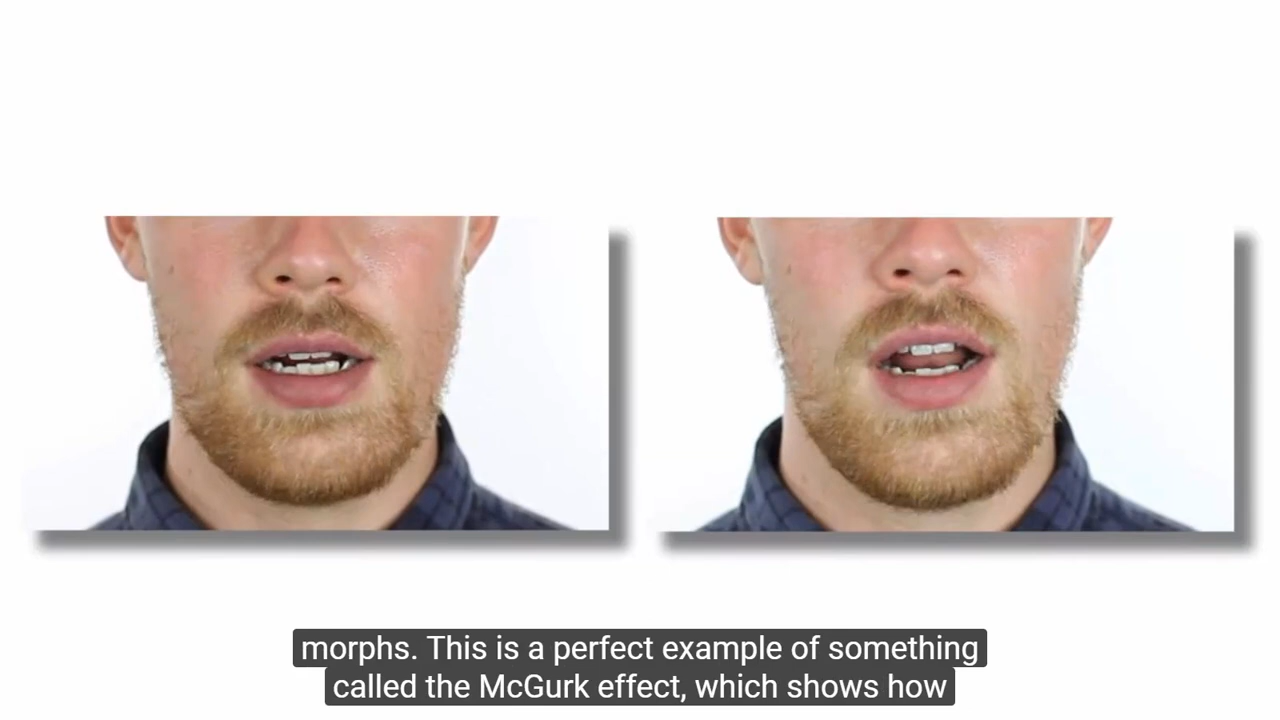 morphs. This is a perfect example of something
called the McGurk effect, which shows how